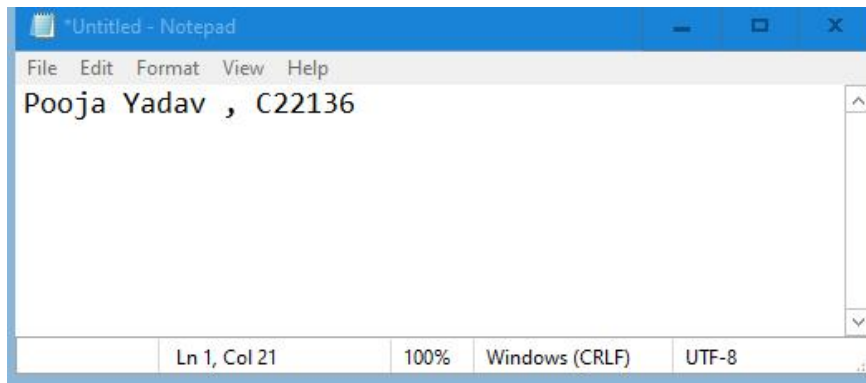 *Untitled - Notepad
File Edit Format View Help
Pooja Yadav , C22136
Ln 1, Col 21 100% Windows (CRLF) UTF-8